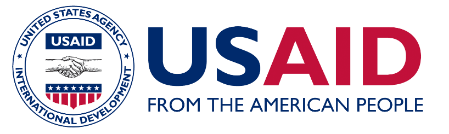 UNITED STATES AGENCY
USAID
INTERNATIONAL DEVELOPMENT
USAID
FROM THE AMERICAN PEOPLE